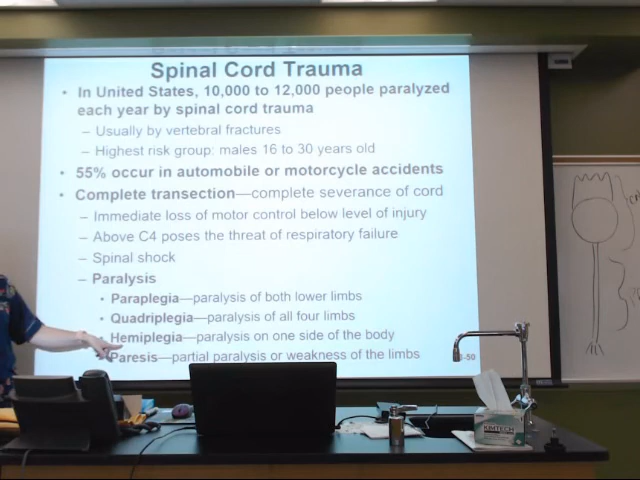 Spinal Cord Trauma
• In United States, 10,000 to 12,000 people paralyzed
each year by spinal cord trauma
– Usually by vertebral fractures
– Highest risk group: males 16 to 30 years old
• 55% occur in automobile or motorcycle accidents
• Complete transection—complete severance of cord
– Immediate loss of motor control below level of injury
– Above C4 poses the threat of respiratory failure
– Spinal shock
– Paralysis
• Paraplegia—paralysis of both lower limbs
• Quadriplegia—paralysis of all four limbs
• Hemiplegia—paralysis on one side of the body
Paresis—partial paralysis or weakness of the limbs
-50
KIMTECH